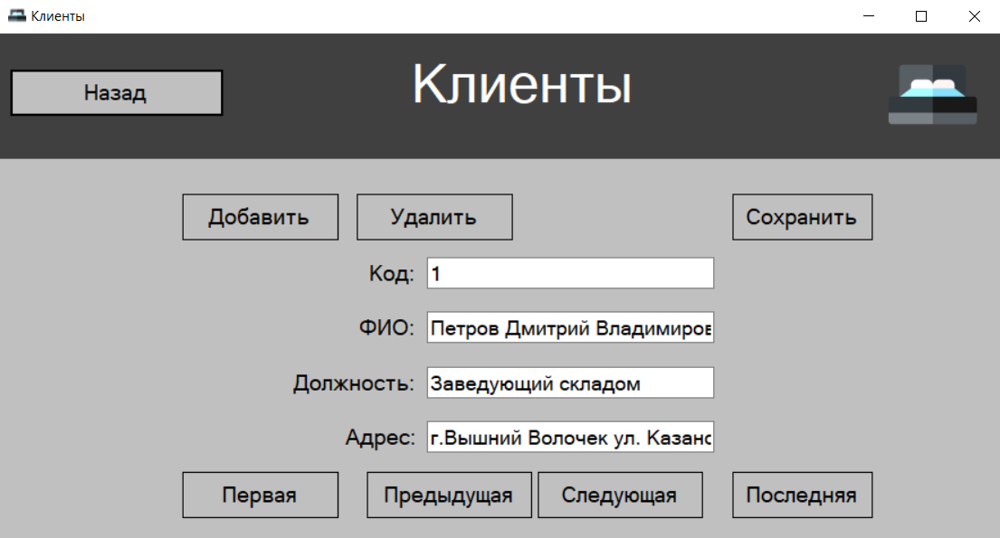 Клиенты
Назад
Клиенты
Добавить Удалить Сохранить
Код: 1
ФИО: Петров Дмитрий Владимиров
Должность: Заведующий складом
Адрес: г.Вышний Волочек ул. Казанс
Первая Предыдущая Следующая Последняя